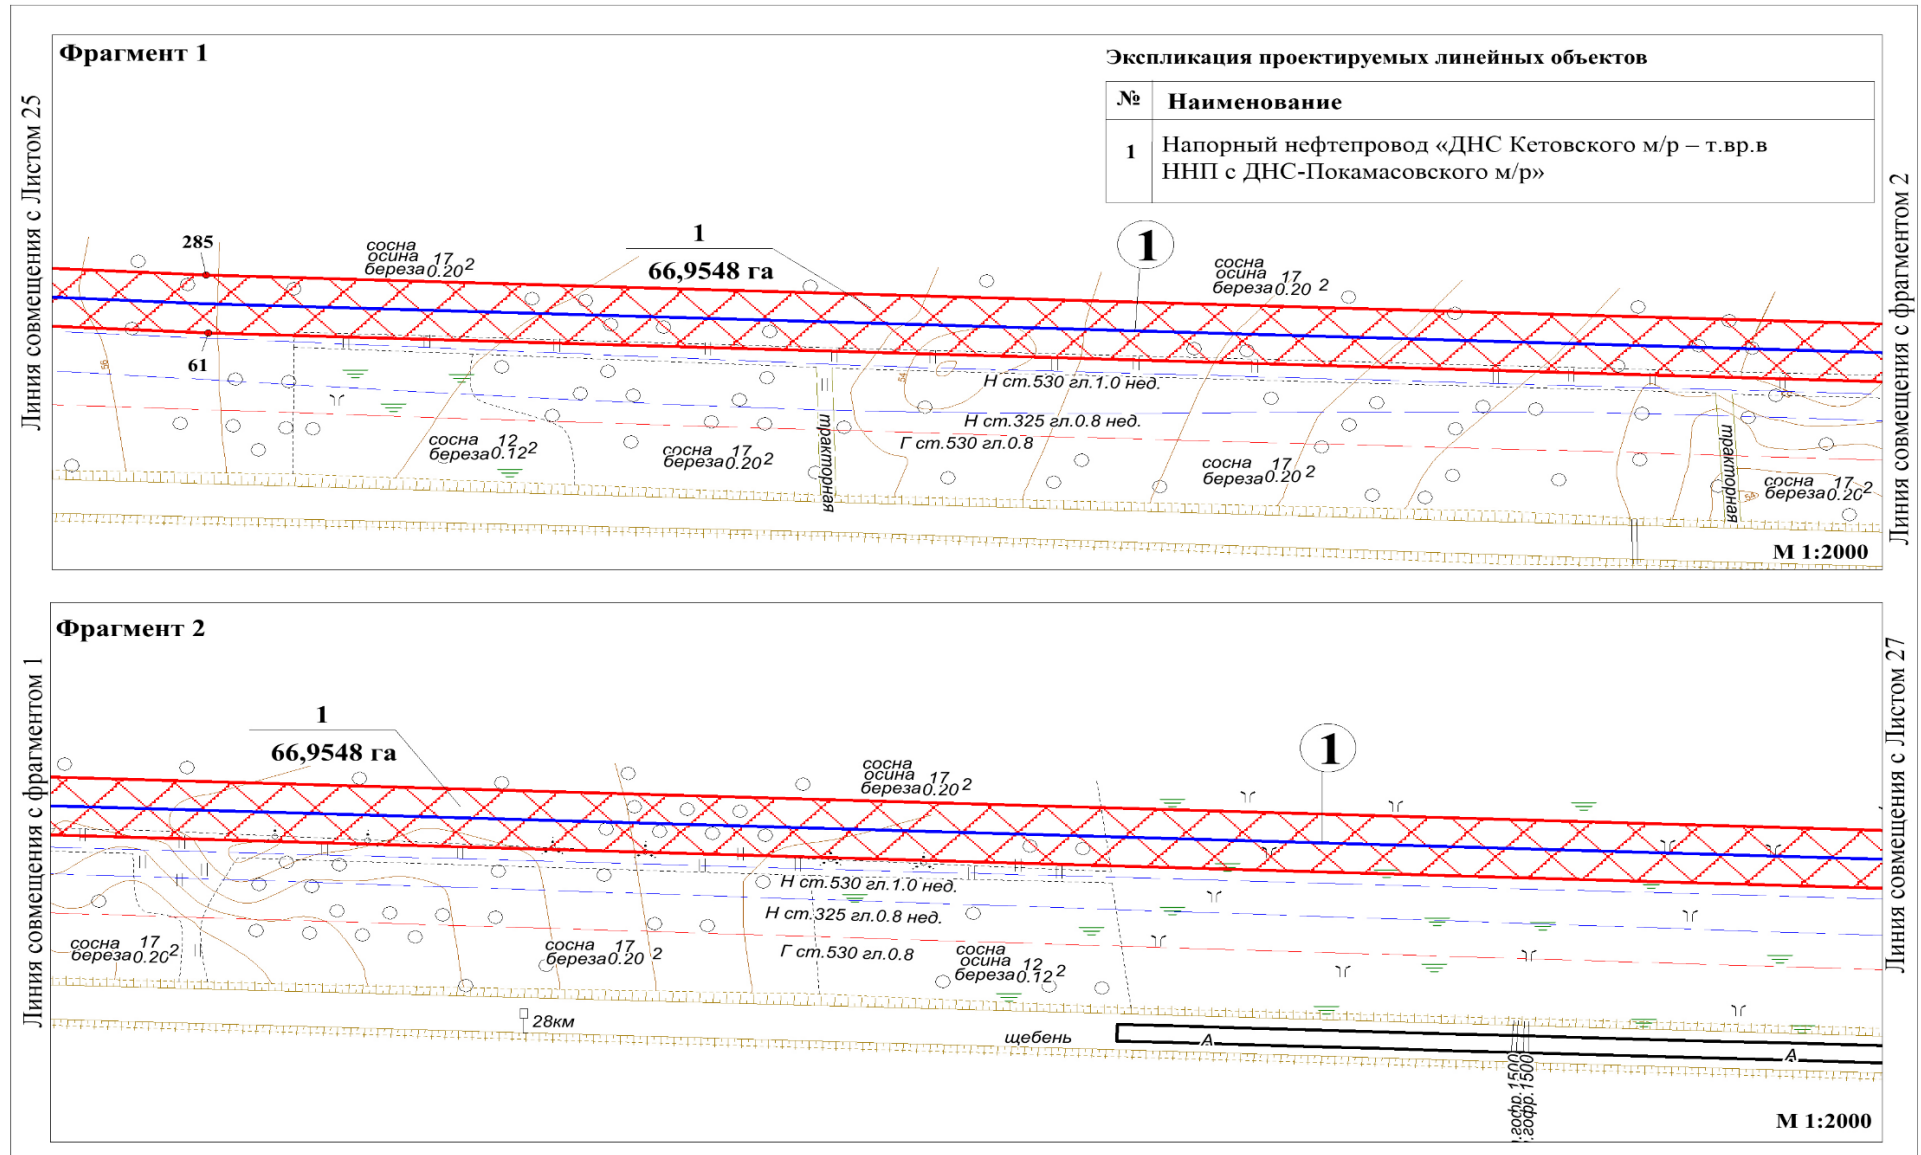 Фрагмент 1
Экспликация проектируемых линейных объектов
№ Наименование
1 Напорный нефтепровод «ДНС Кетовского м/р – т.вр.в
ННП с ДНС-Покамасовского м/р»
Линия совмещения с Листом 25
Линия совмещения с фрагментом 2
285
сосна
осина 17
береза 0.20 2
1
66,9548 га
1
сосна
осина 17
береза 0.20 2
61
56
54
Н ст.530 гл.1.0 нед.
Н ст.325 гл.0.8 нед.
Г ст.530 гл.0.8
сосна 12
береза 0.12 2
сосна 17
береза 0.20 2
тракторная
сосна 17
береза 0.20 2
тракторная
54
сосна 17
береза 0.20 2
М 1:2000
Фрагмент 2
Линия совмещения с фрагментом 1
Линия совмещения с Листом 27
1
66,9548 га
сосна
осина 17
береза 0.20 2
1
Н ст.530 гл.1.0 нед.
Н ст.325 гл.0.8 нед.
Г ст.530 гл.0.8
сосна 17
береза 0.20 2
сосна 17
береза 0.20 2
сосна
осина 12
береза 0.12 2
28км
щебень
А
А
.гофр.1500
.гофр.1500
М 1:2000